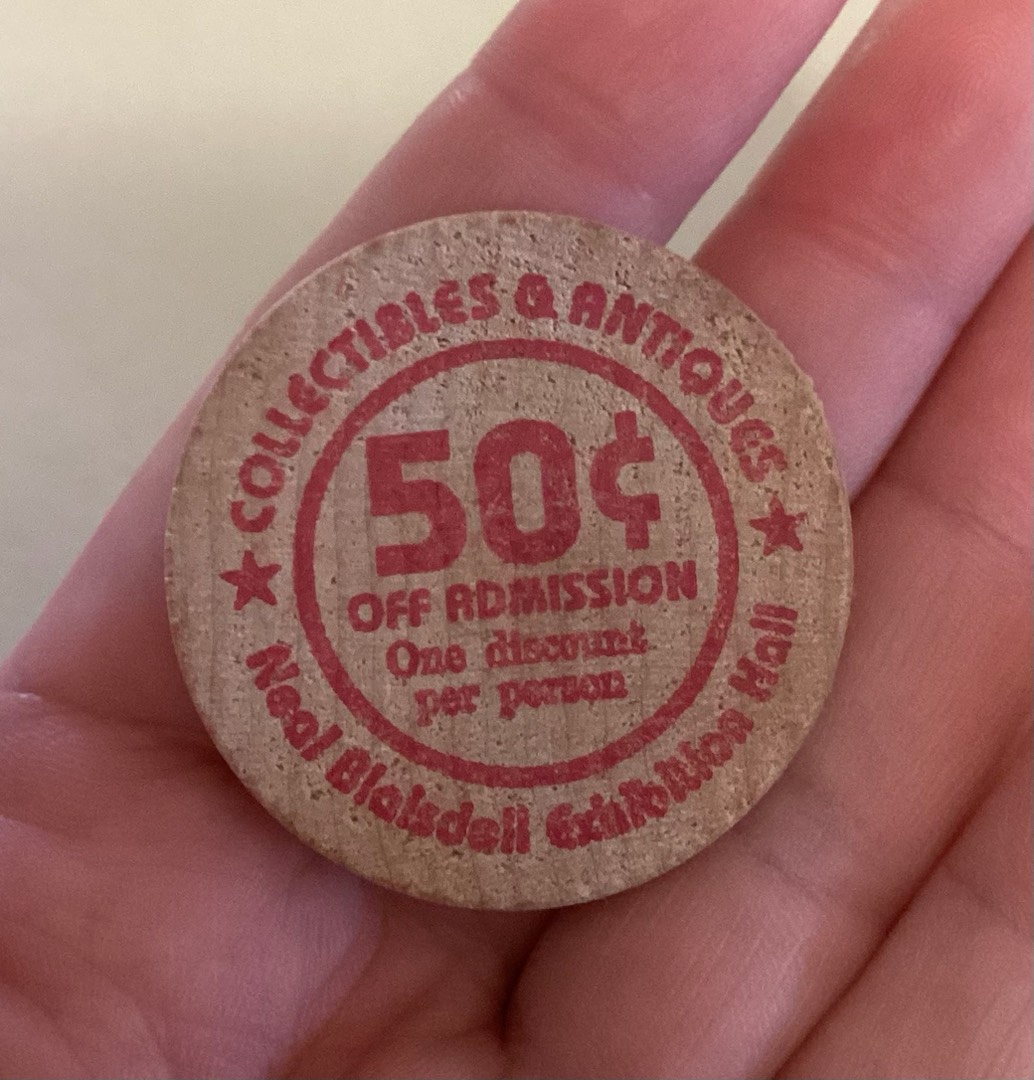 COLLECTIBLES & ANTIQUES
50¢
OFF ADMISSION
One discount
per person
Neal Blaisdell Exhibition Hall